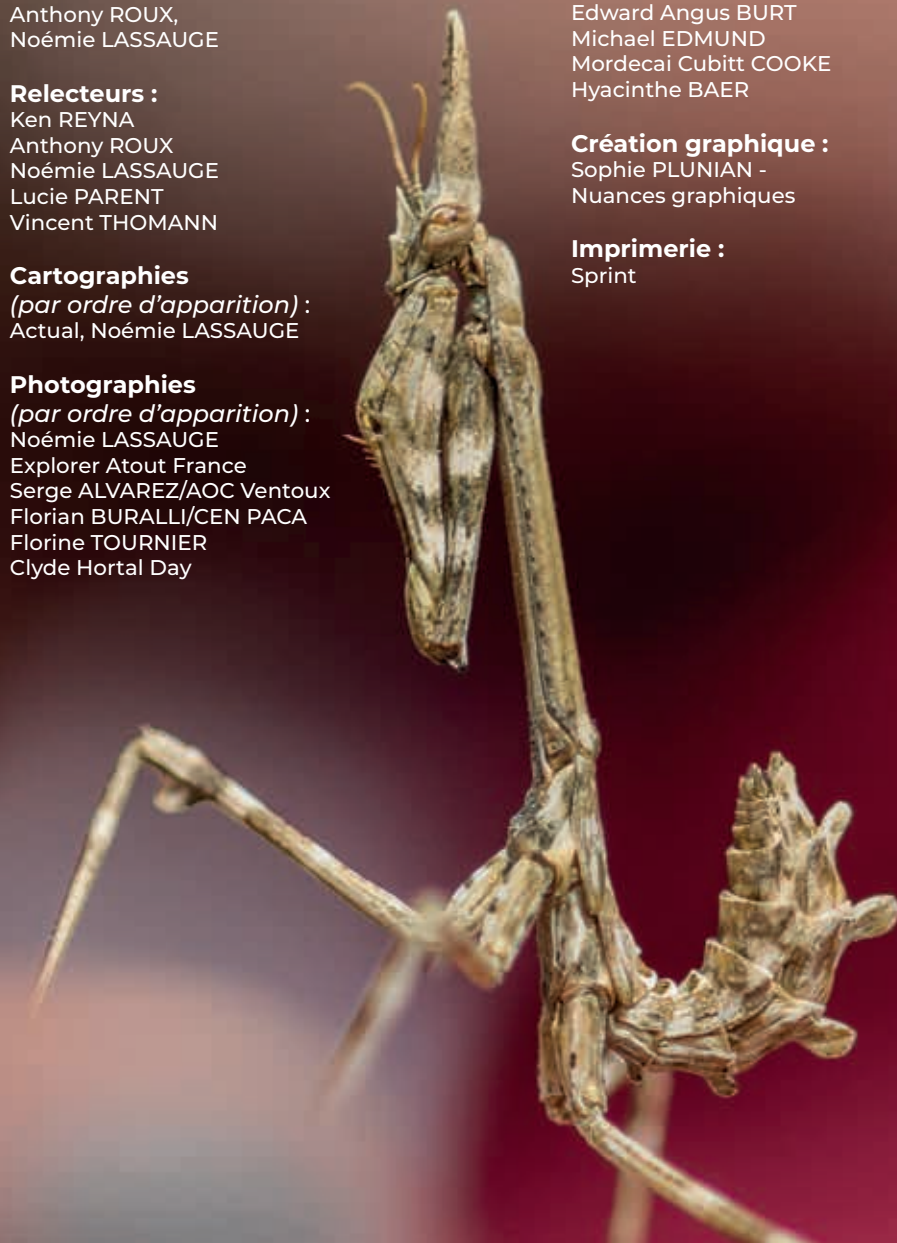 Anthony ROUX,
Noémie LASSAUGE
Relecteurs :
Ken REYNA
Anthony ROUX
Noémie LASSAUGE
Lucie PARENT
Vincent THOMANN
Cartographies
(par ordre d'apparition) :
Actual, Noémie LASSAUGE
Photographies
(par ordre d'apparition) :
Noémie LASSAUGE
Explorer Atout France
Serge ALVAREZ/AOC Ventoux
Florian BURALLI/CEN PACA
Florine TOURNIER
Clyde Hortal Day
Edward Angus BURT
Michael EDMUND
Mordecai Cubitt COOKE
Hyacinthe BAER
Création graphique :
Sophie PLUNIAN -
Nuances graphiques
Imprimerie :
Sprint